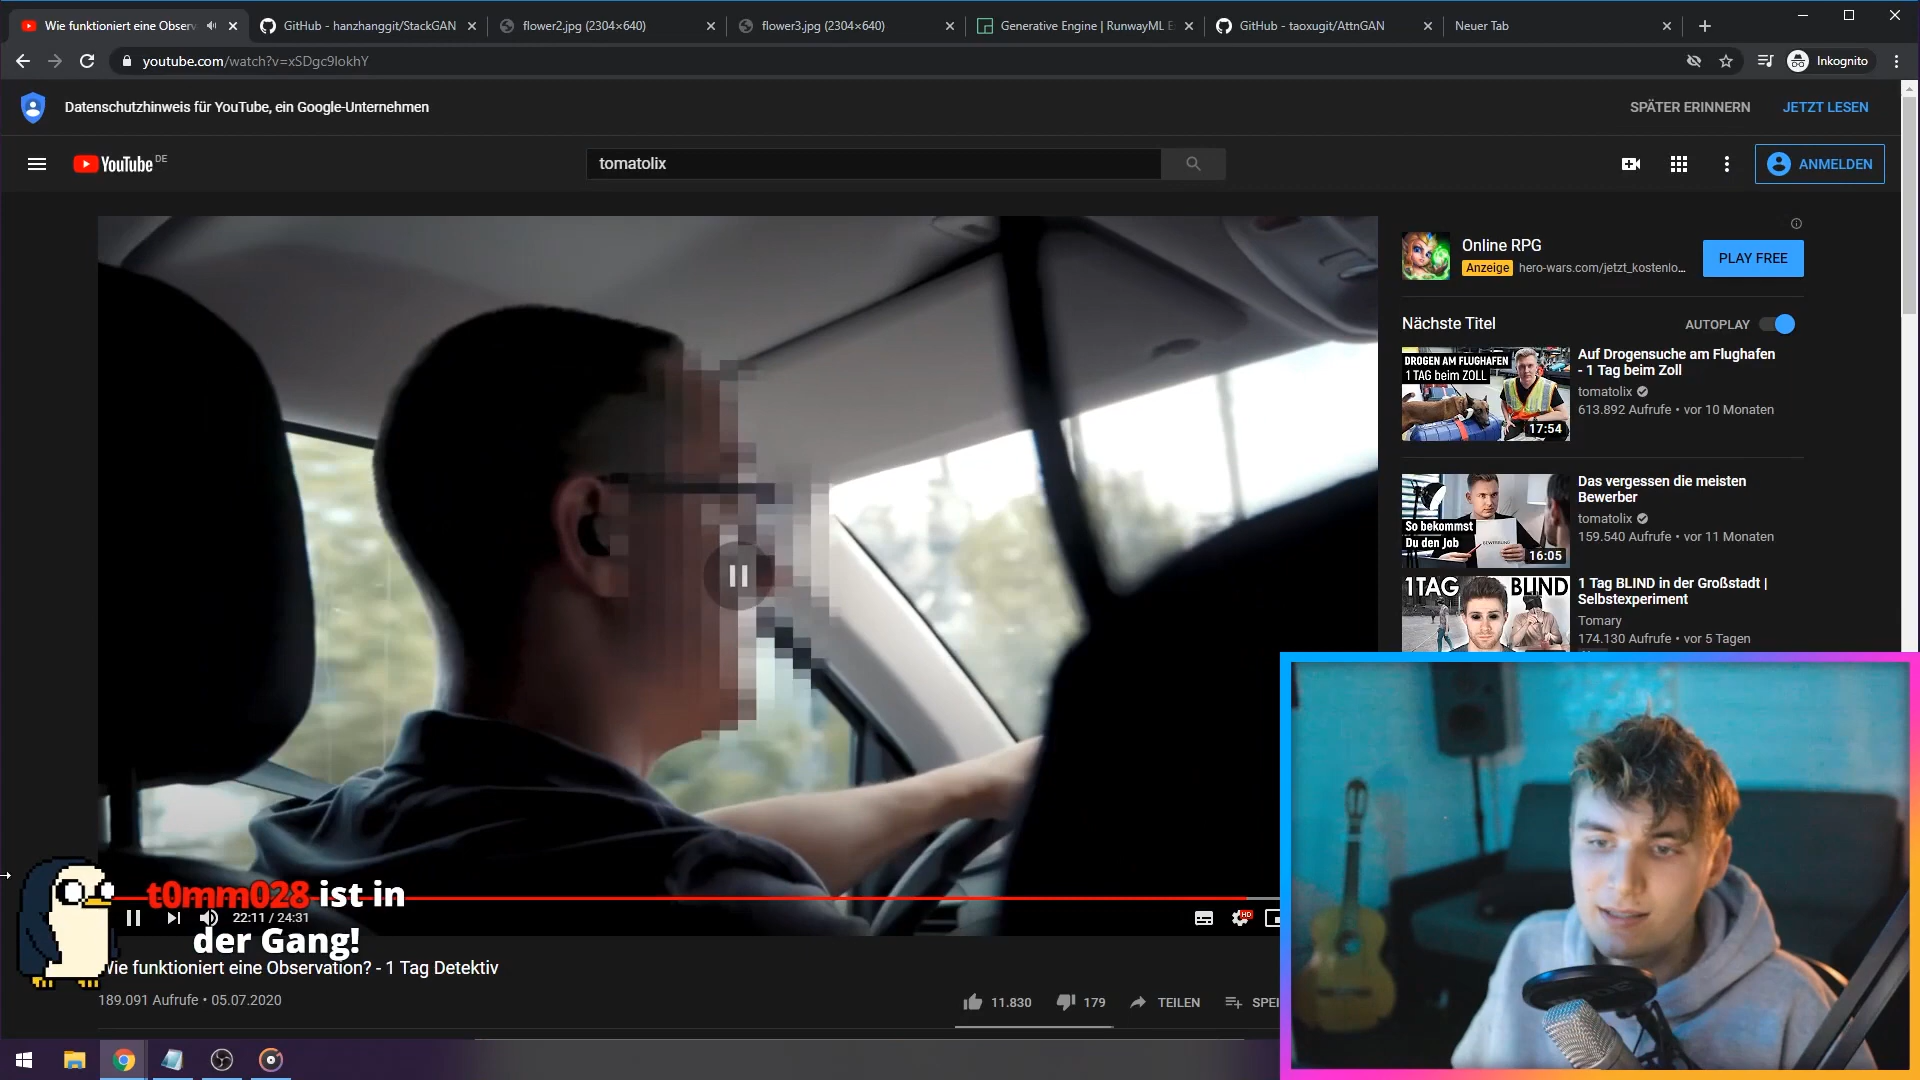 Wie funktioniert eine Obser
GitHub - hanzhanggit/StackGAN
flower2.jpg (2304×640)
flower3.jpg (2304×640)
Generative Engine | RunwayML E
GitHub - taoxugit/AttnGAN
Neuer Tab
youtube.com/watch?v=xSDgc9lokhY
Inkognito
Datenschutzhinweis für YouTube, ein Google-Unternehmen
SPÄTER ERINNERN
JETZT LESEN
YouTube DE
tomatolix
ANMELDEN
Online RPG
Anzeige hero-wars.com/jetzt_kostenlo...
PLAY FREE
Nächste Titel
AUTOPLAY
DROGEN AM FLUGHAFEN
1 TAG beim ZOLL
17:54
Auf Drogensuche am Flughafen
- 1 Tag beim Zoll
tomatolix
613.892 Aufrufe • vor 10 Monaten
So bekommst
Du den Job
16:05
Das vergessen die meisten
Bewerber
tomatolix
159.540 Aufrufe • vor 11 Monaten
1 TAG BLIND
1 Tag BLIND in der Großstadt |
Selbstexperiment
Tomary
174.130 Aufrufe • vor 5 Tagen
t0mm028 ist in
der Gang!
22:11 / 24:31
HD
Wie funktioniert eine Observation? - 1 Tag Detektiv
189.091 Aufrufe • 05.07.2020
11.830
179
TEILEN
SPEI